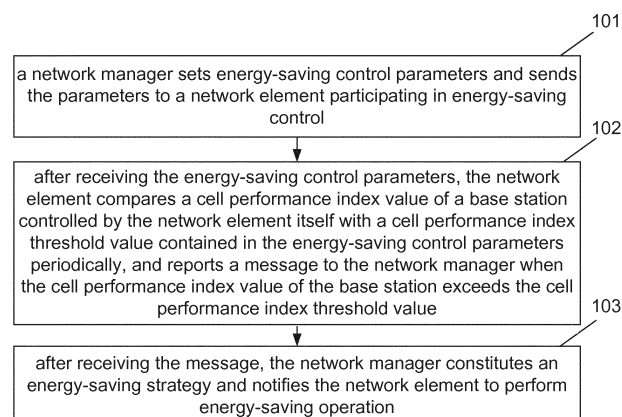 101
a network manager sets energy-saving control parameters and sends
the parameters to a network element participating in energy-saving
control
102
after receiving the energy-saving control parameters, the network
element compares a cell performance index value of a base station
controlled by the network element itself with a cell performance index
threshold value contained in the energy-saving control parameters
periodically, and reports a message to the network manager when
the cell performance index value of the base station exceeds the cell
performance index threshold value
103
after receiving the message, the network manager constitutes an
energy-saving strategy and notifies the network element to perform
energy-saving operation